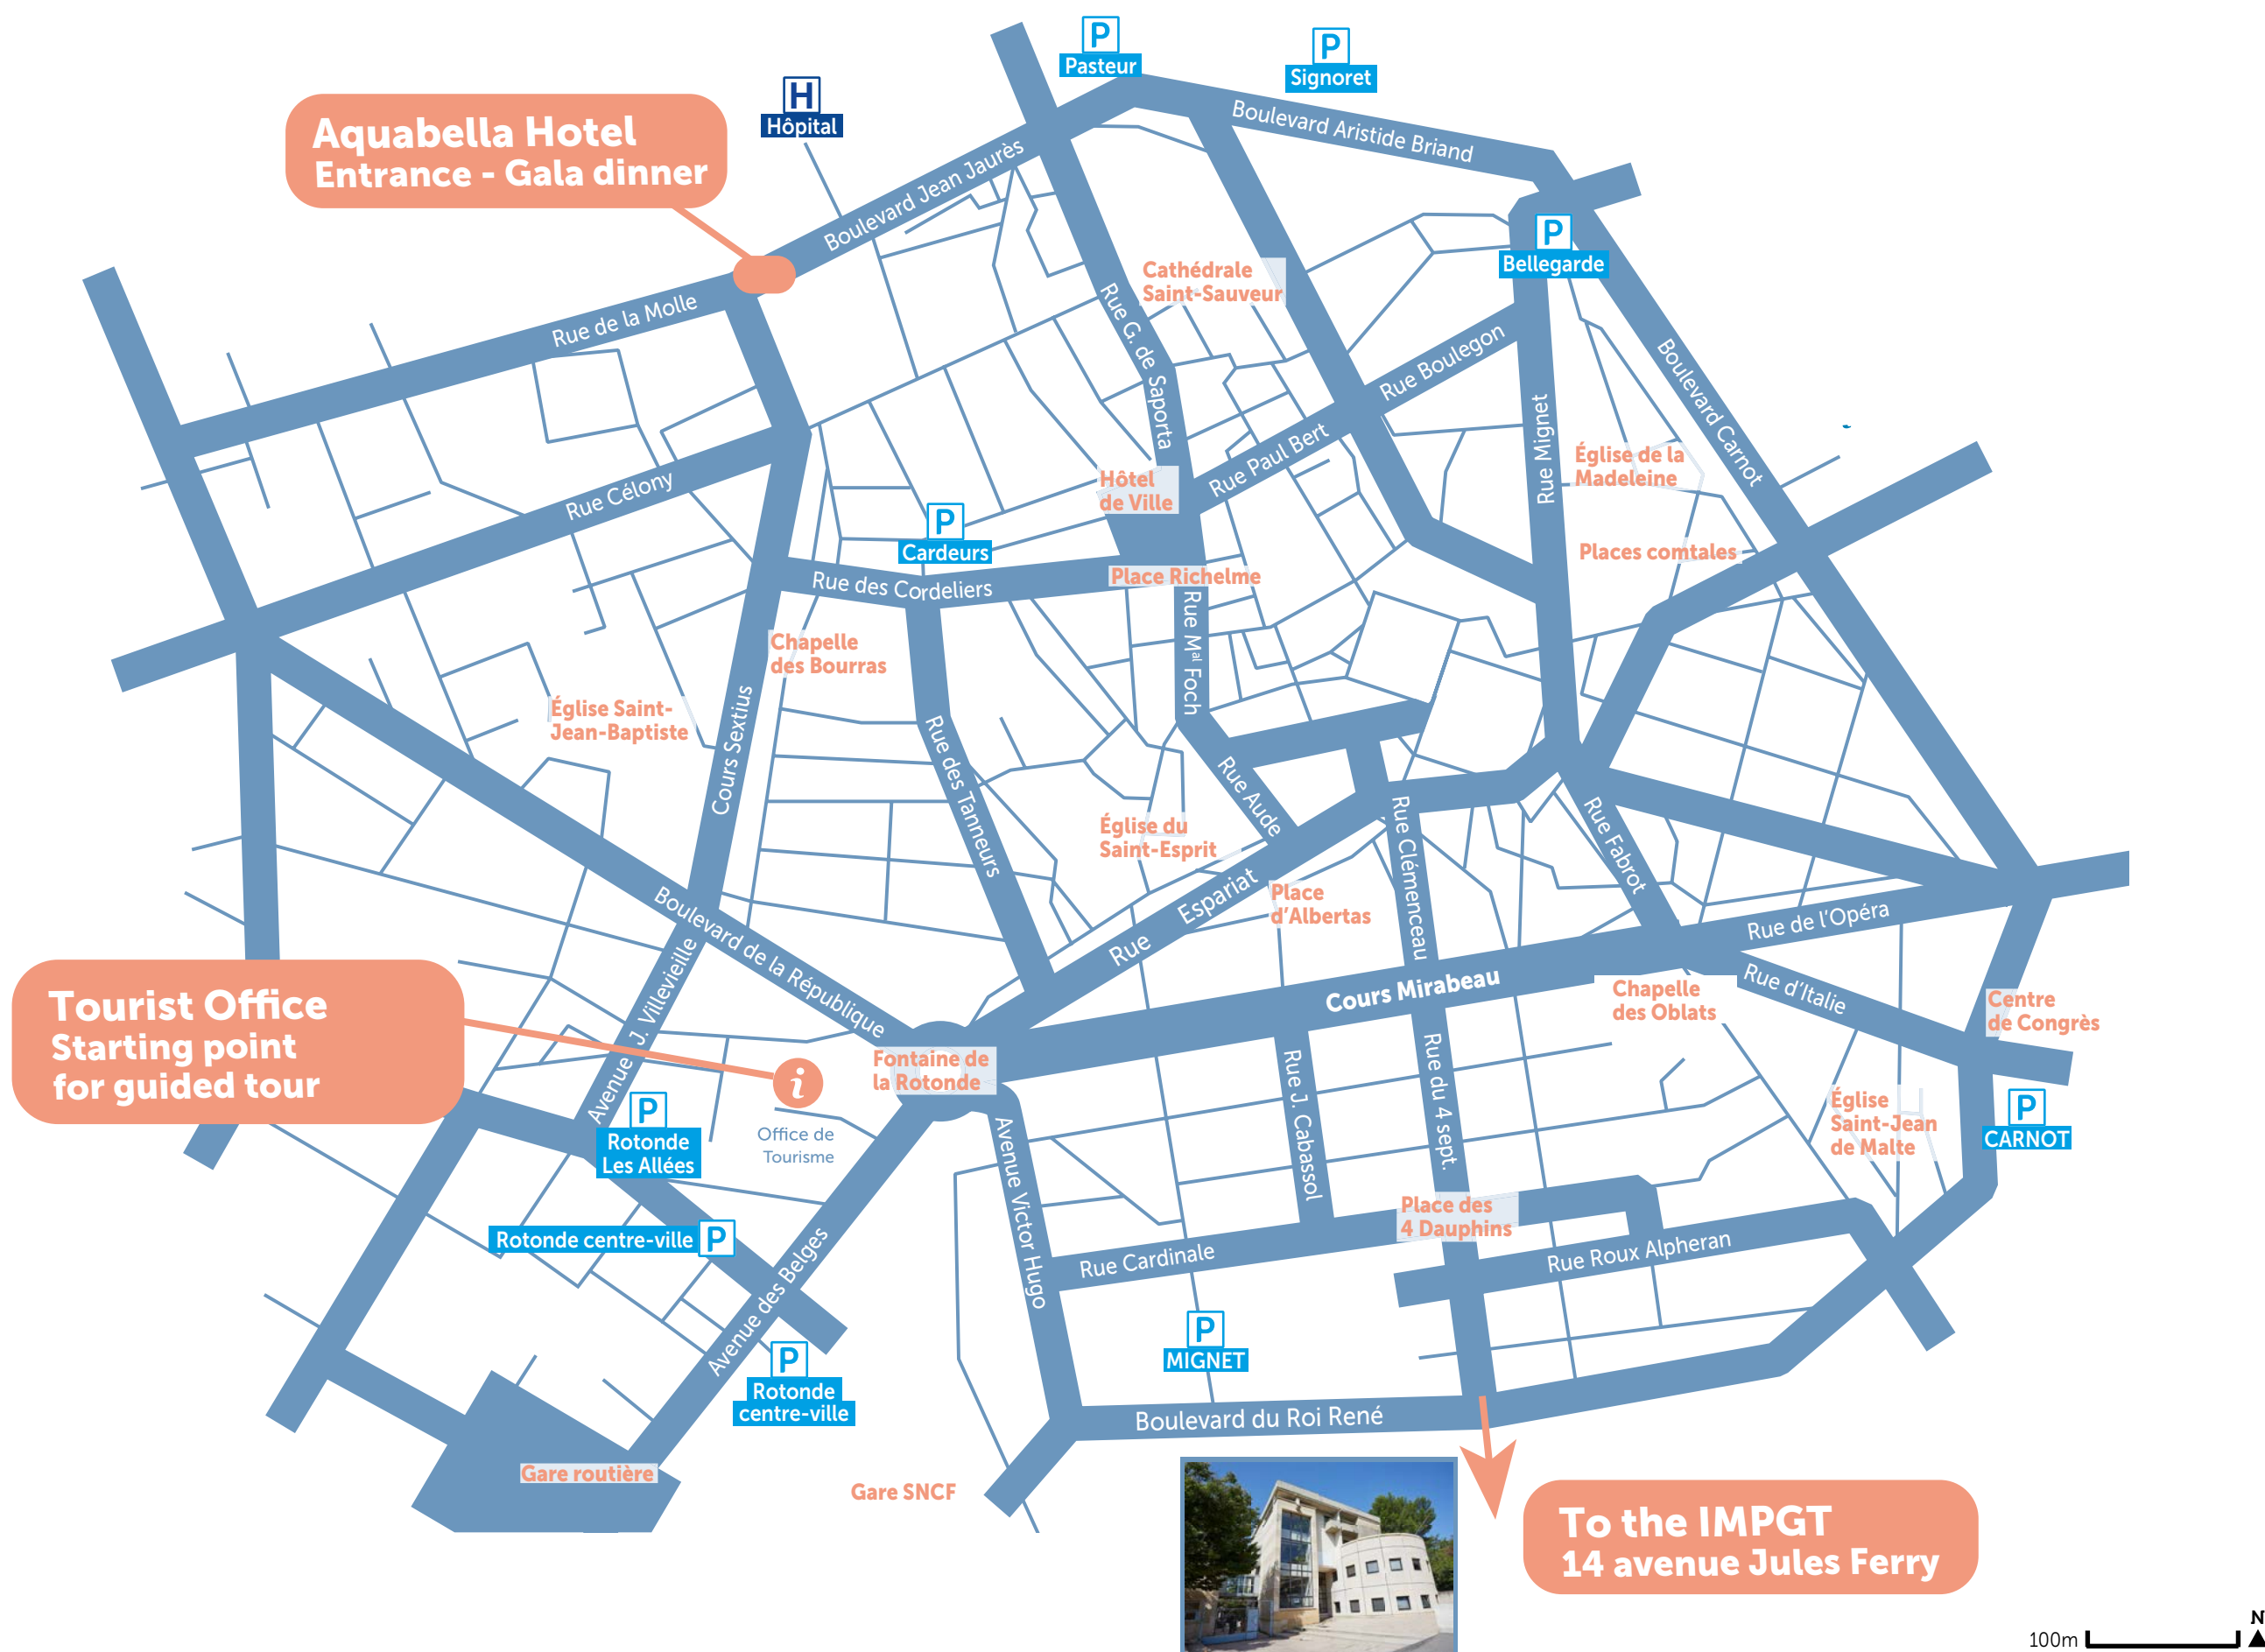 P
Pasteur
P
Signoret
H
Hôpital
Aquabella Hotel
Entrance - Gala dinner
Boulevard Aristide Briand
Boulevard Jean Jaurès
P
Bellegarde
Cathédrale
Saint-Sauveur
Rue de la Molle
Rue G. de Saporta
Rue Boulegon
Boulevard Carnot
Rue Mignet
Rue Paul Bert
Église de la
Madeleine
Rue Célony
Hôtel
de Ville
P
Cardeurs
Places comtales
Place Richelme
Rue des Cordeliers
Rue Mal Foch
Chapelle
des Bourras
Église Saint-
Jean-Baptiste
Cours Sextius
Rue des Tanneurs
Rue Aude
Église du
Saint-Esprit
Rue Clémenceau
Rue Fabrot
Rue Espariat
Place
d'Albertas
Boulevard de la République
Rue de l'Opéra
Avenue J. Villevieille
Cours Mirabeau
Rue d'Italie
Chapelle
des Oblats
Centre
de Congrès
Tourist Office
Starting point
for guided tour
i
Fontaine de
la Rotonde
Office de
Tourisme
P
Rotonde
Les Allées
Rue J. Cabassol
Rue du 4 sept.
Église
Saint-Jean
de Malte
P
CARNOT
Avenue Victor Hugo
Rotonde centre-ville P
Place des
4 Dauphins
Rue Cardinale
Rue Roux Alpheran
Avenue des Belges
P
MIGNET
P
Rotonde
centre-ville
Boulevard du Roi René
Gare routière
Gare SNCF
To the IMPGT
14 avenue Jules Ferry
N
100m